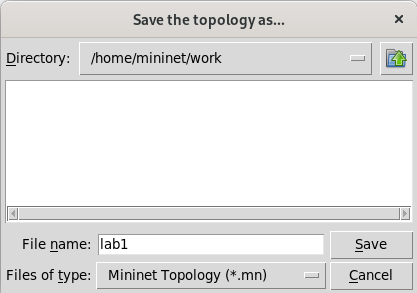 Save the topology as...
Directory: /home/mininet/work
File name: lab1 Save
Files of type: Mininet Topology (*.mn) Cancel